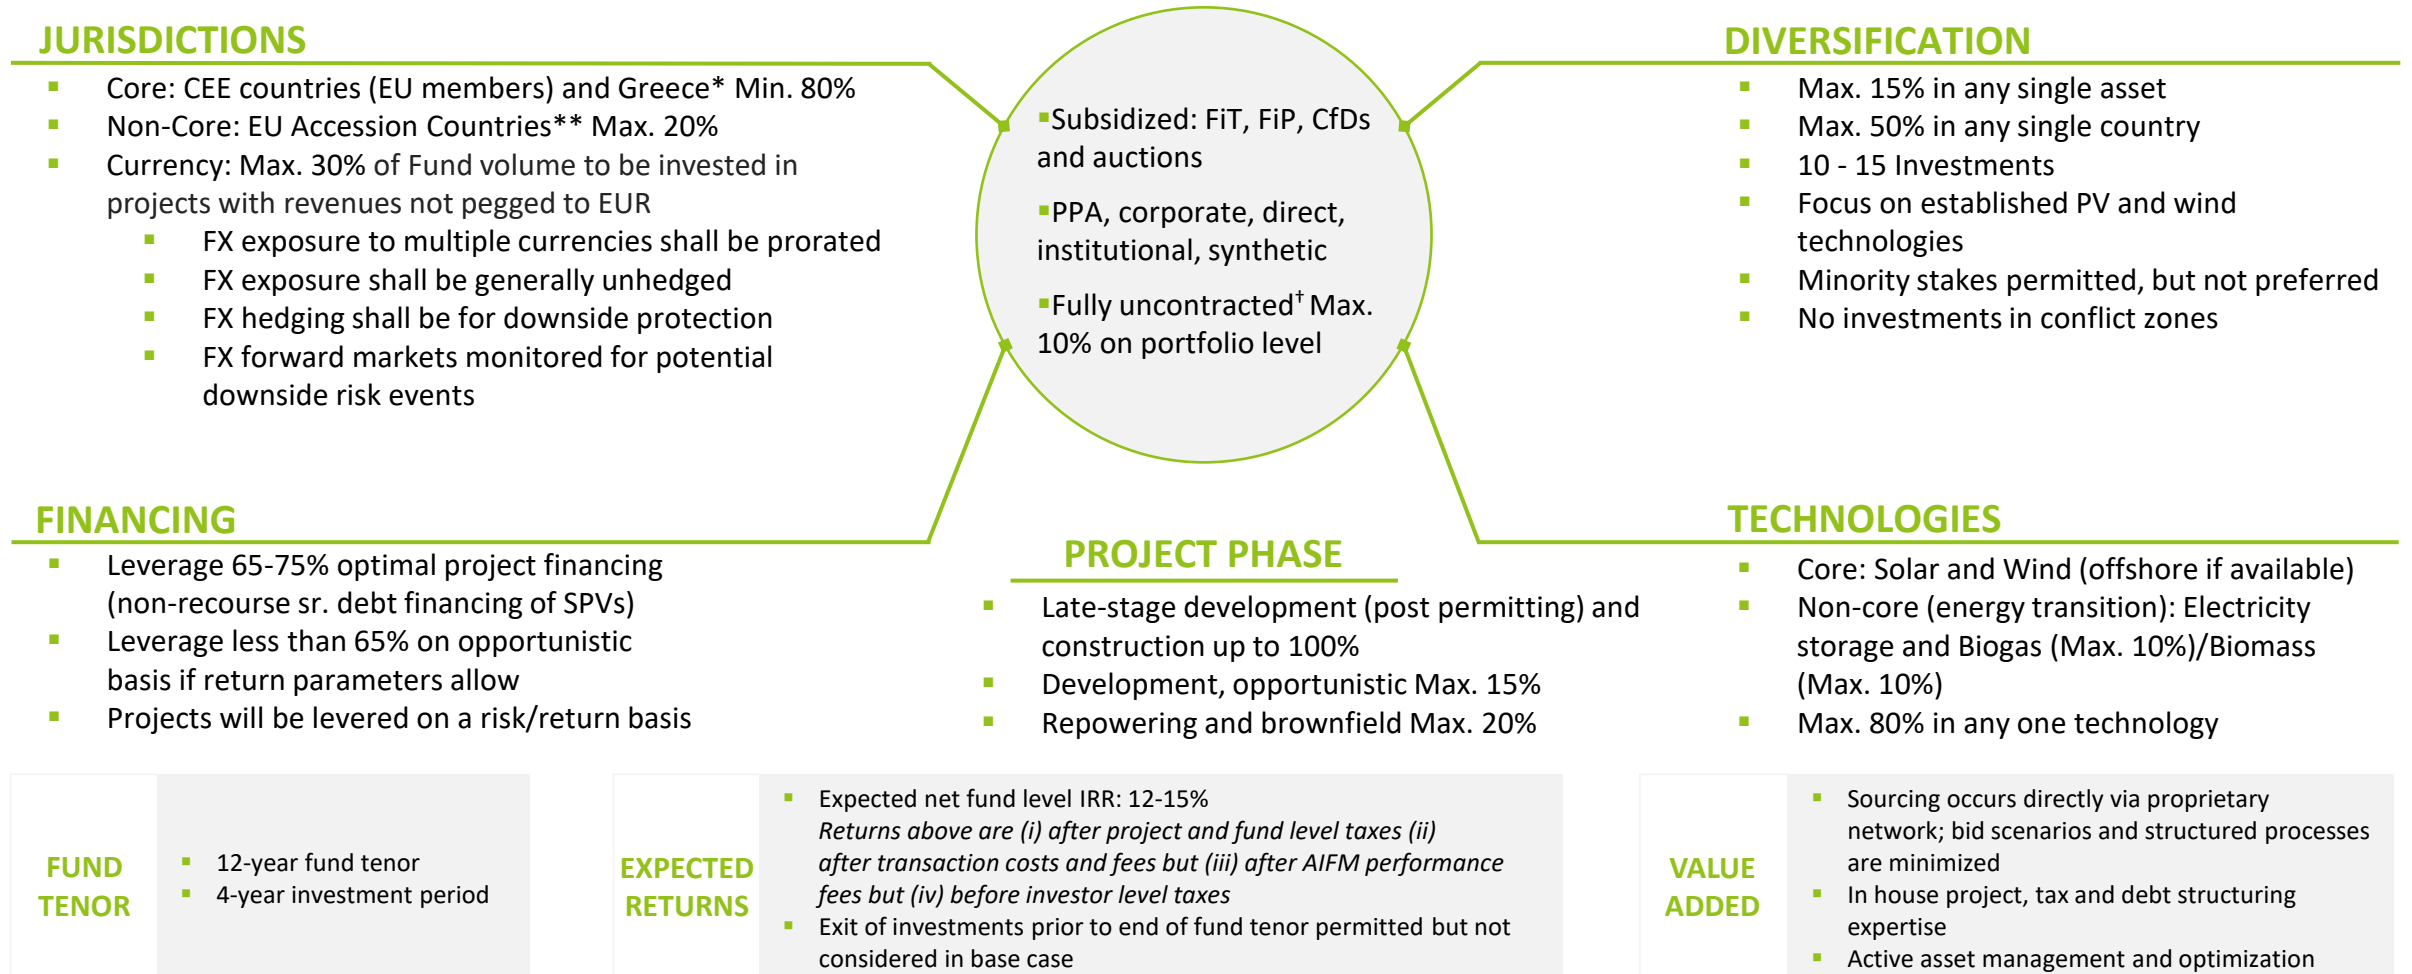 JURISDICTIONS
▪ Core: CEE countries (EU members) and Greece* Min. 80%
▪ Non-Core: EU Accession Countries** Max. 20%
▪ Currency: Max. 30% of Fund volume to be invested in
projects with revenues not pegged to EUR
▪ FX exposure to multiple currencies shall be prorated
▪ FX exposure shall be generally unhedged
▪ FX hedging shall be for downside protection
▪ FX forward markets monitored for potential
downside risk events
▪Subsidized: FiT, FiP, CfDs
and auctions
▪PPA, corporate, direct,
institutional, synthetic
▪Fully uncontracted† Max.
10% on portfolio level
DIVERSIFICATION
▪ Max. 15% in any single asset
▪ Max. 50% in any single country
▪ 10 - 15 Investments
▪ Focus on established PV and wind
technologies
▪ Minority stakes permitted, but not preferred
▪ No investments in conflict zones
FINANCING
▪ Leverage 65-75% optimal project financing
(non-recourse sr. debt financing of SPVs)
▪ Leverage less than 65% on opportunistic
basis if return parameters allow
▪ Projects will be levered on a risk/return basis
PROJECT PHASE
▪ Late-stage development (post permitting) and
construction up to 100%
▪ Development, opportunistic Max. 15%
▪ Repowering and brownfield Max. 20%
TECHNOLOGIES
▪ Core: Solar and Wind (offshore if available)
▪ Non-core (energy transition): Electricity
storage and Biogas (Max. 10%)/Biomass
(Max. 10%)
▪ Max. 80% in any one technology
FUND
TENOR
▪ 12-year fund tenor
▪ 4-year investment period
EXPECTED
RETURNS
▪ Expected net fund level IRR: 12-15%
Returns above are (i) after project and fund level taxes (ii)
after transaction costs and fees but (iii) after AIFM performance
fees but (iv) before investor level taxes
▪ Exit of investments prior to end of fund tenor permitted but not
considered in base case
VALUE
ADDED
▪ Sourcing occurs directly via proprietary
network; bid scenarios and structured processes
are minimized
▪ In house project, tax and debt structuring
expertise
▪ Active asset management and optimization